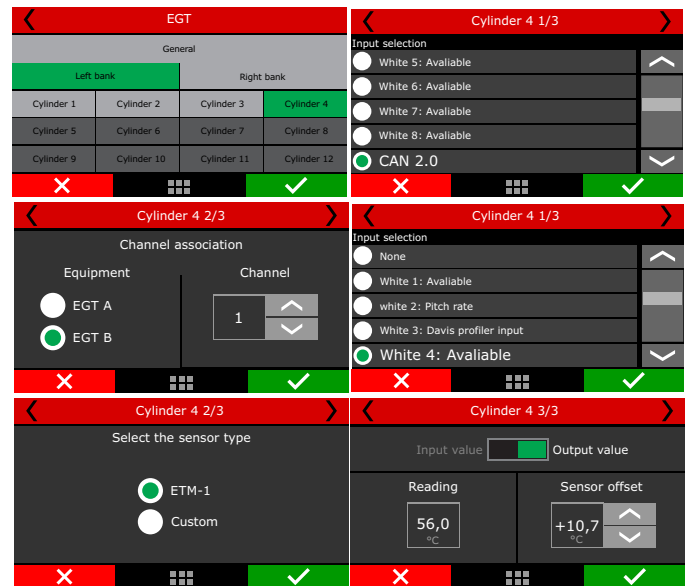 EGT
General
Left bank
Right bank
Cylinder 1
Cylinder 2
Cylinder 3
Cylinder 4
Cylinder 5
Cylinder 6
Cylinder 7
Cylinder 8
Cylinder 9
Cylinder 10
Cylinder 11
Cylinder 12
Cylinder 4 1/3
Input selection
White 5: Avaliable
White 6: Avaliable
White 7: Avaliable
White 8: Avaliable
CAN 2.0
Cylinder 4 2/3
Channel association
Equipment
Channel
EGT A
EGT B
1
Cylinder 4 1/3
Input selection
None
White 1: Avaliable
white 2: Pitch rate
White 3: Davis profiler input
White 4: Avaliable
Cylinder 4 2/3
Select the sensor type
ETM-1
Custom
Cylinder 4 3/3
Input value
Output value
Reading
Sensor offset
56,0
°C
+10,7
°C